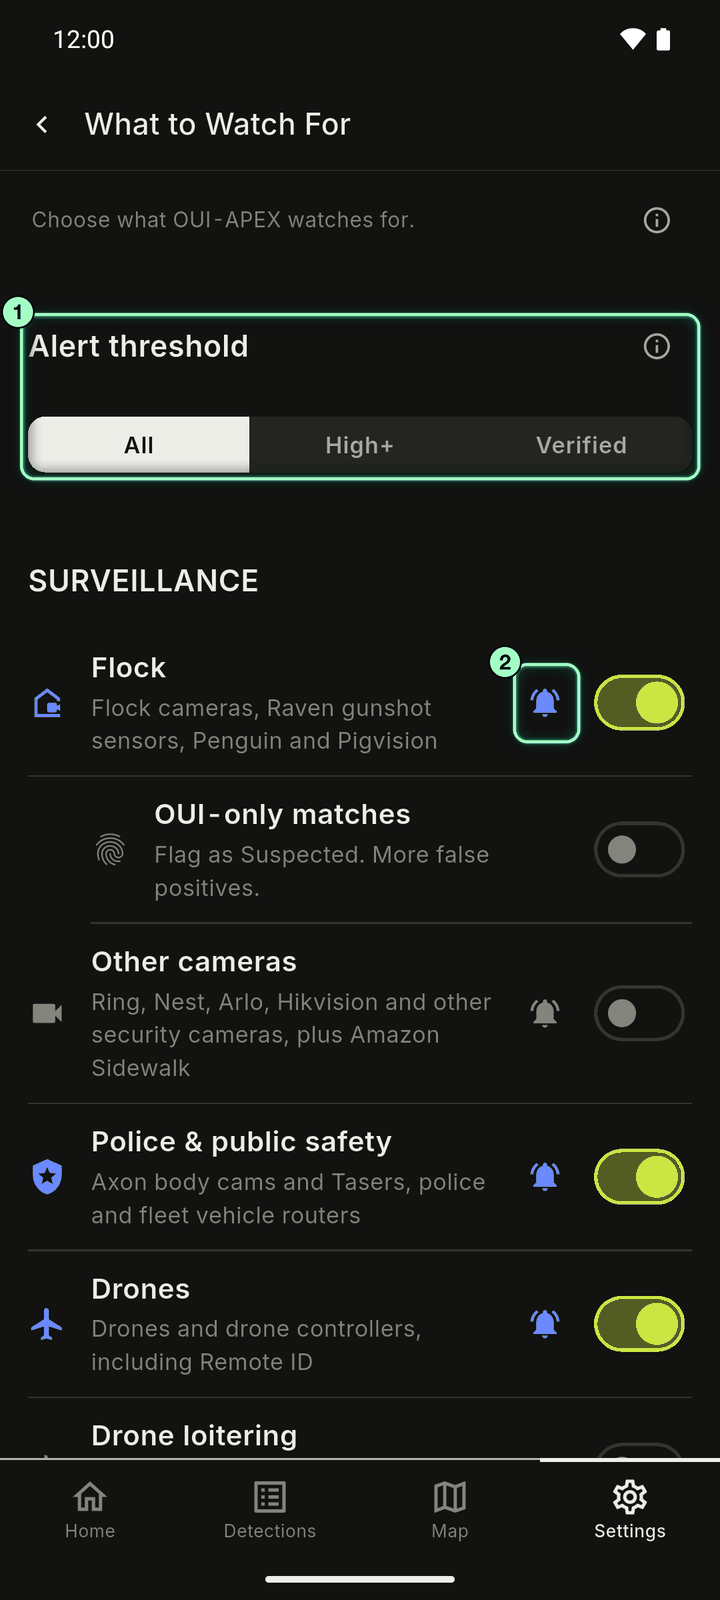 12:00
What to Watch For
Choose what OUI-APEX watches for.
1
Alert threshold
All High+ Verified
SURVEILLANCE
2
Flock
Flock cameras, Raven gunshot
sensors, Penguin and Pigvision
OUI-only matches
Flag as Suspected. More false
positives.
Other cameras
Ring, Nest, Arlo, Hikvision and other
security cameras, plus Amazon
Sidewalk
Police & public safety
Axon body cams and Tasers, police
and fleet vehicle routers
Drones
Drones and drone controllers,
including Remote ID
Drone loitering
Home Detections Map Settings